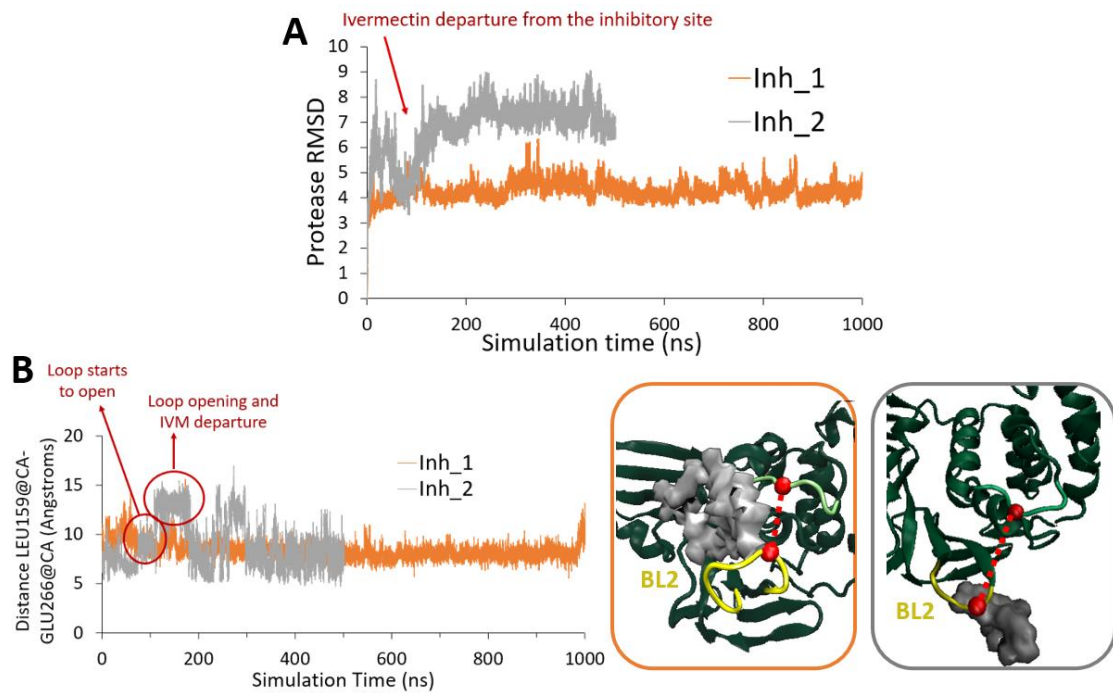 A
Ivermectin departure from the inhibitory site
Protease RMSD
10
9
8
7
6
5
4
3
2
1
0
Inh_1
Inh_2
0 200 400 600 800 1000
Simulation time (ns)
B
Loop starts
to open
Loop opening and
IVM departure
Distance LEU159@CA-
GLU266@CA (Angstroms)
20
15
10
5
0
Inh_1
Inh_2
0 200 400 600 800 1000
Simulation Time (ns)
BL2
BL2